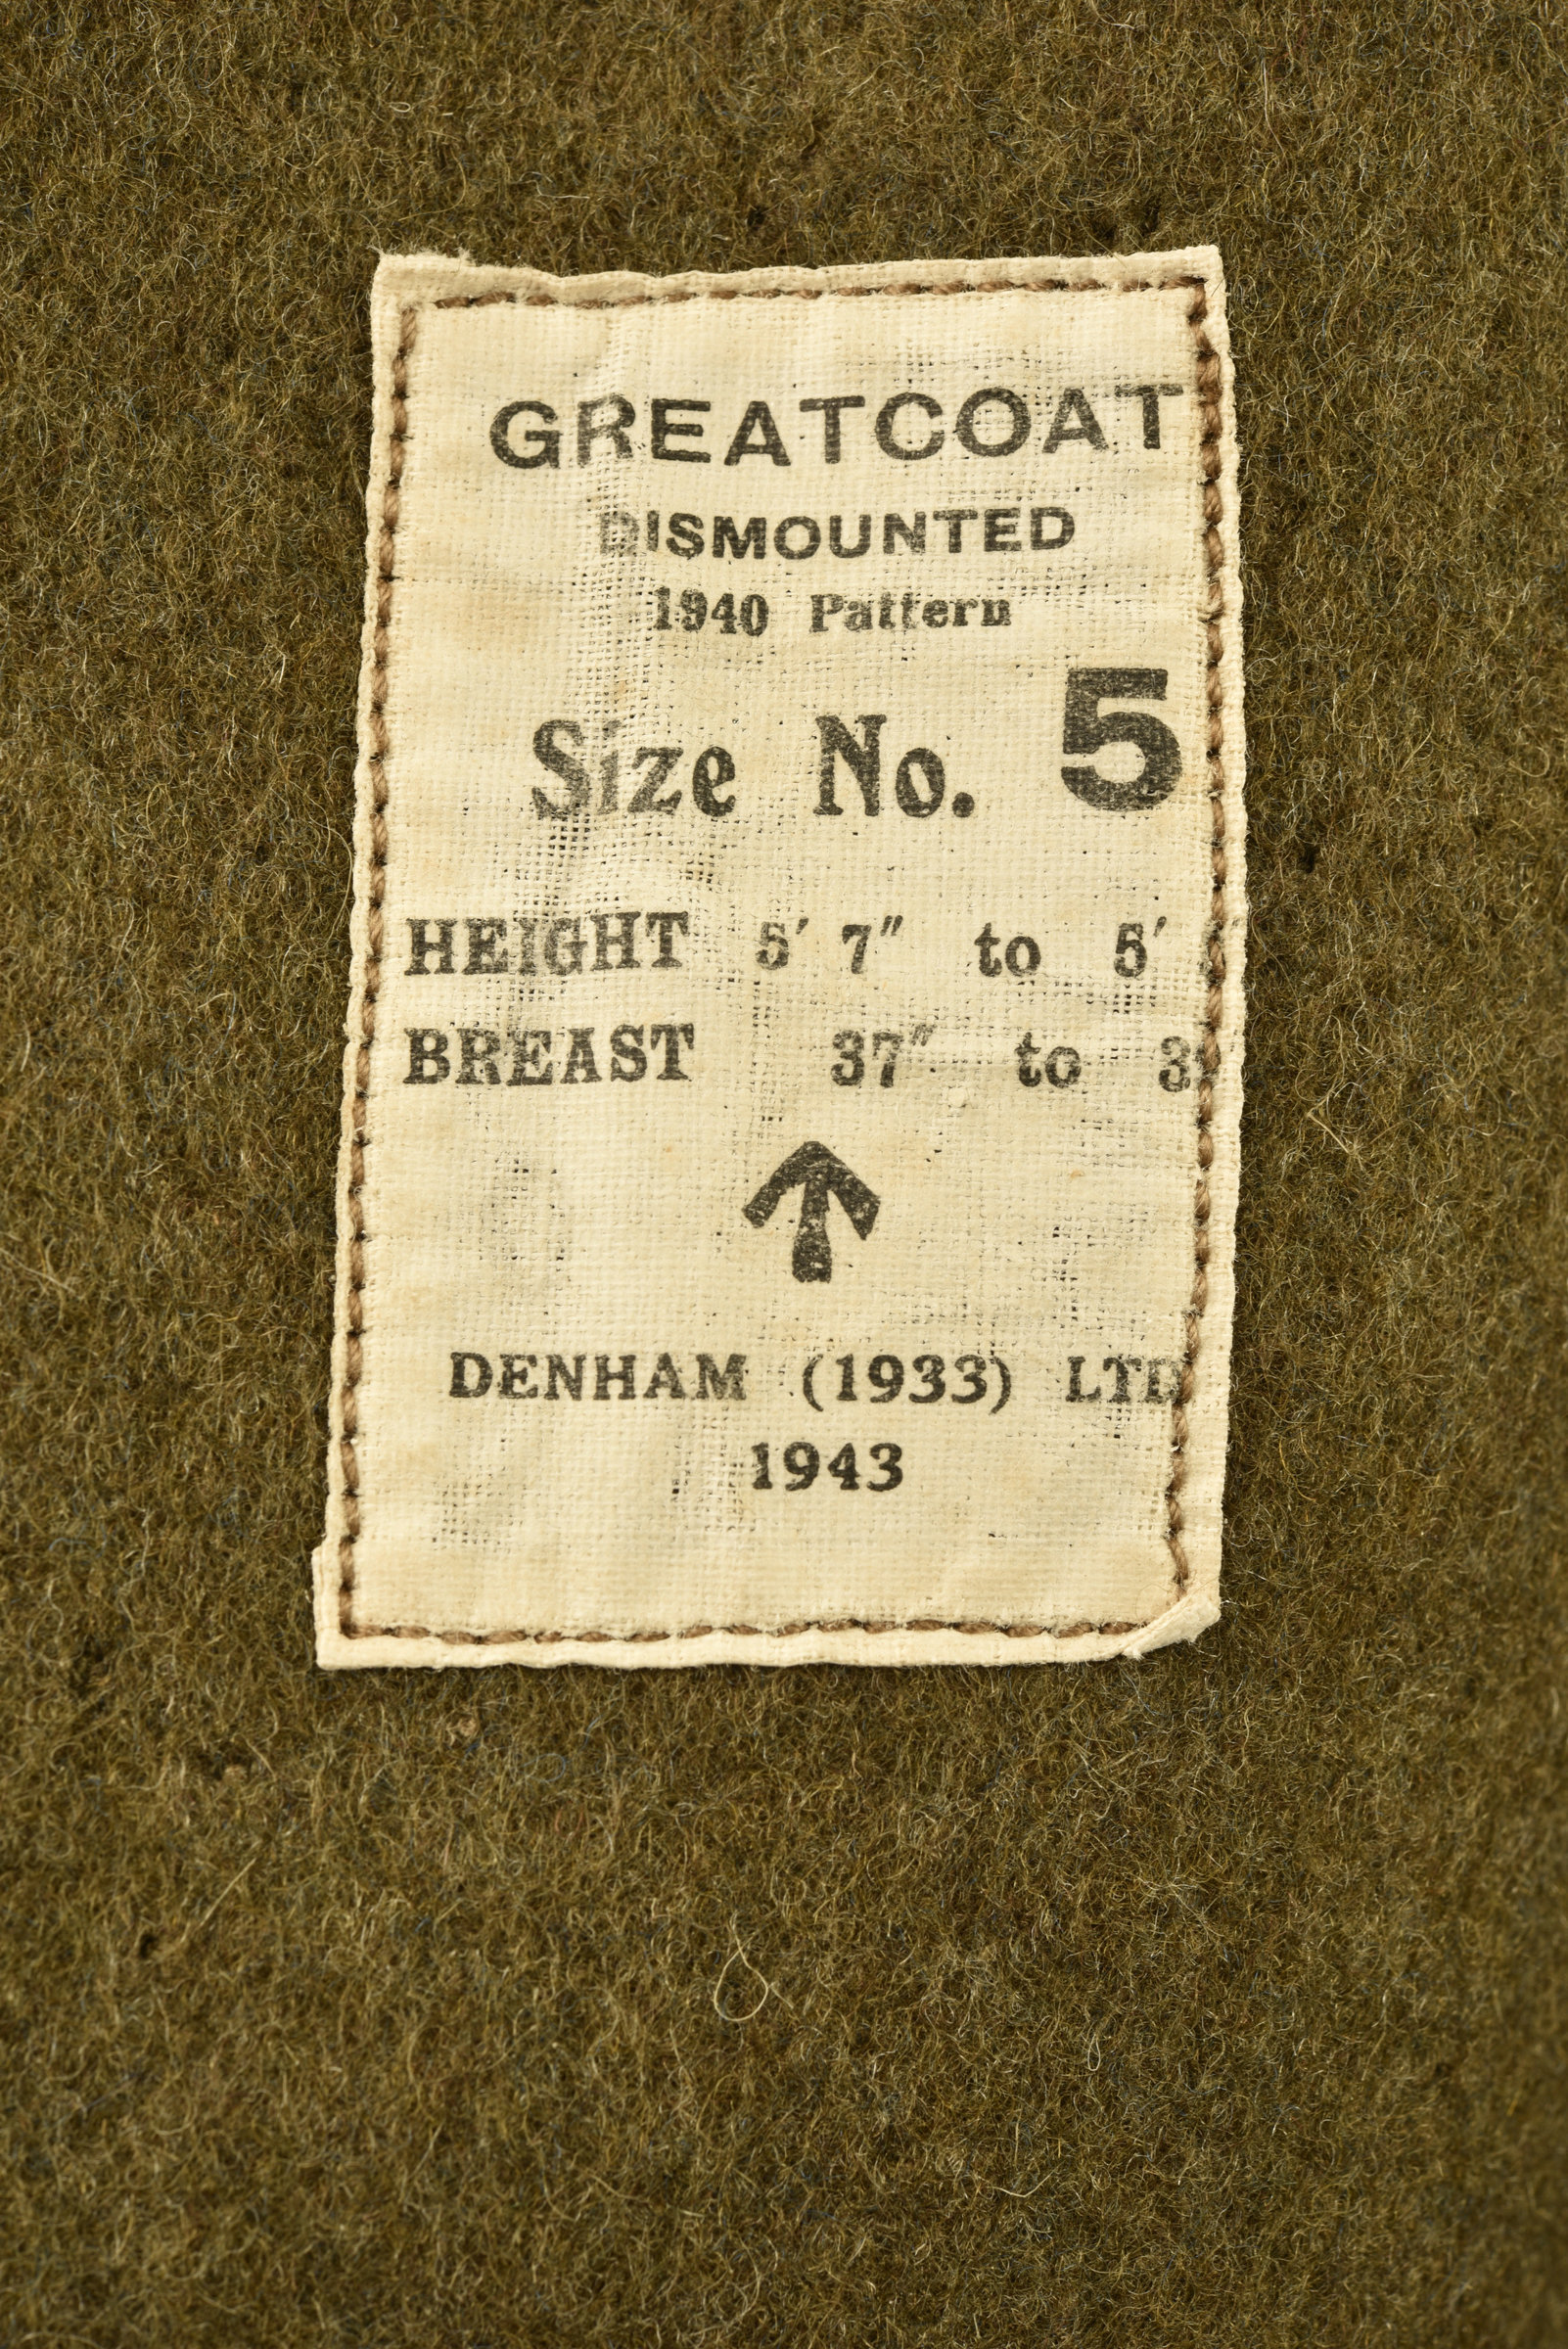 GREATCOAT
DISMOUNTED
1940 Pattern
Size No. 5
HEIGHT 5' 7" to 5'
BREAST 37" to
DENHAM (1933) LTD
1943